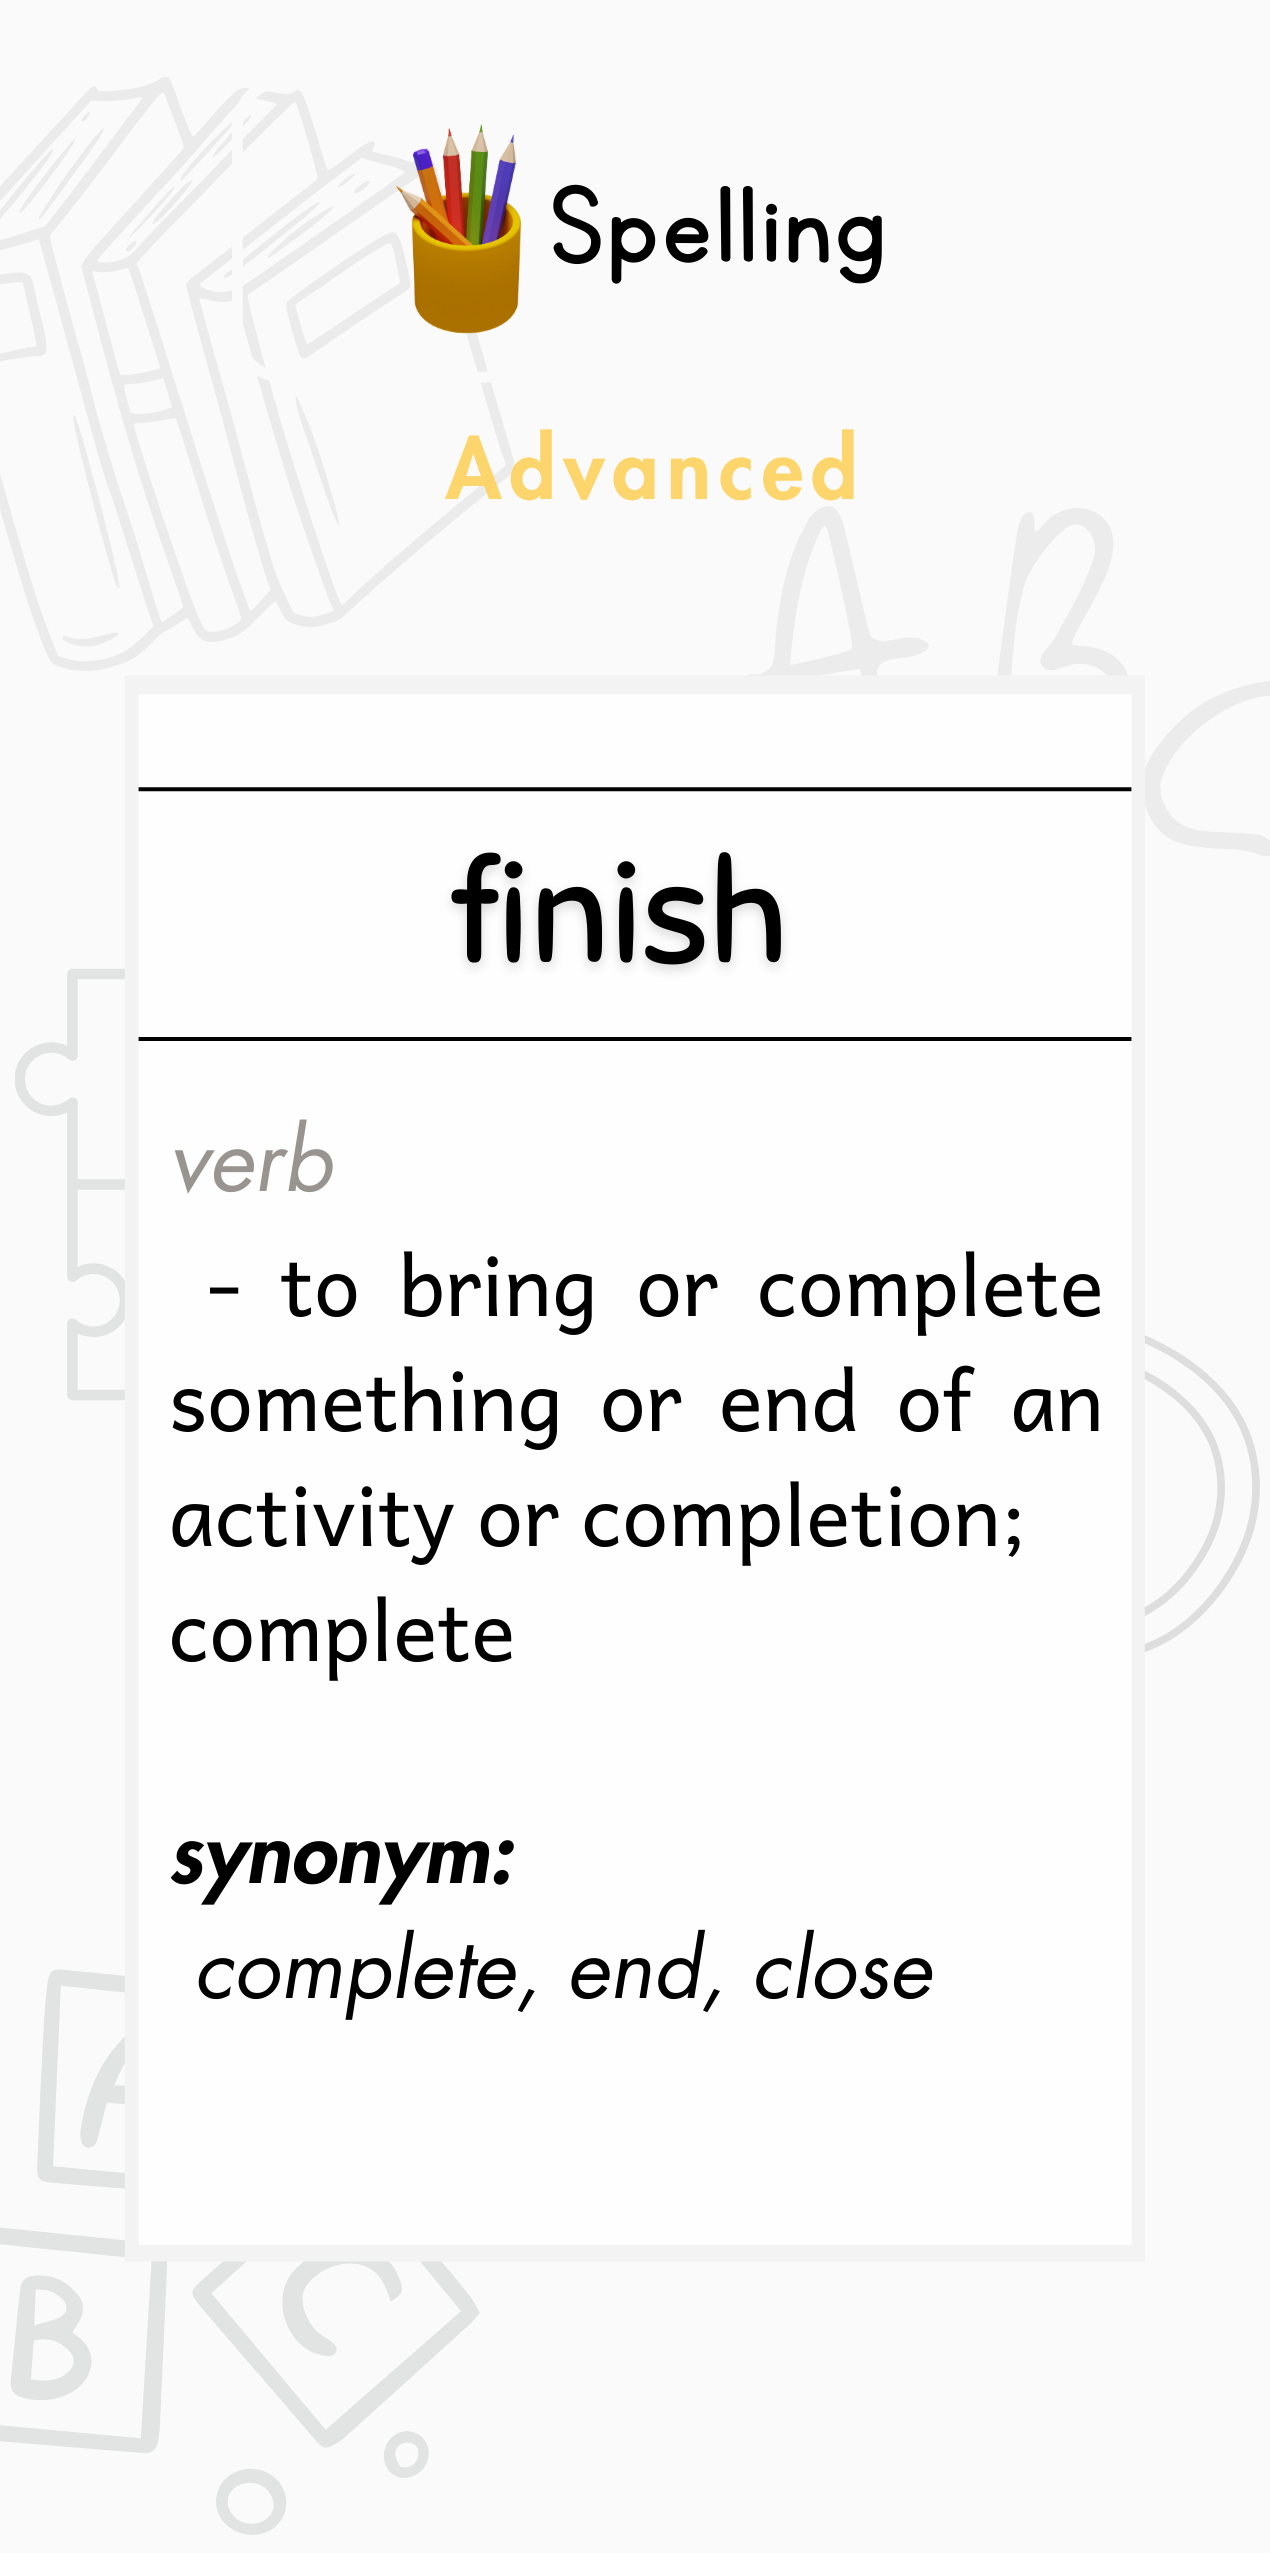 Spelling
Advanced
A B
finish
verb
- to bring or complete
something or end of an
activity or completion;
complete
synonym:
complete, end, close
A
B
C